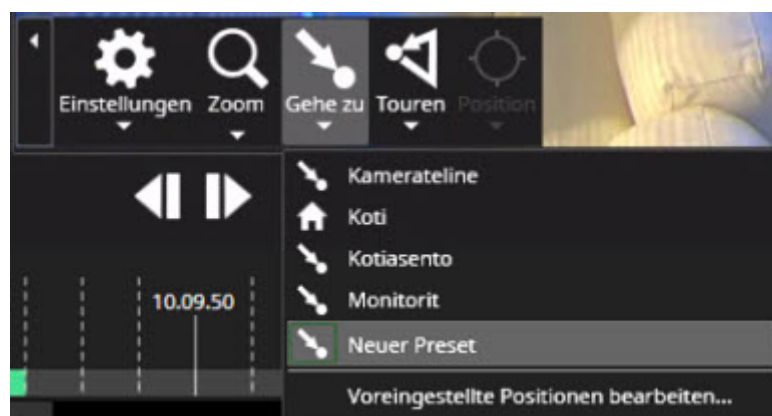 Einstellungen Zoom Gehe zu Touren Position
Kamerateline
Koti
Kotiasento
10.09.50
Monitorit
Neuer Preset
Voreingestellte Positionen bearbeiten...